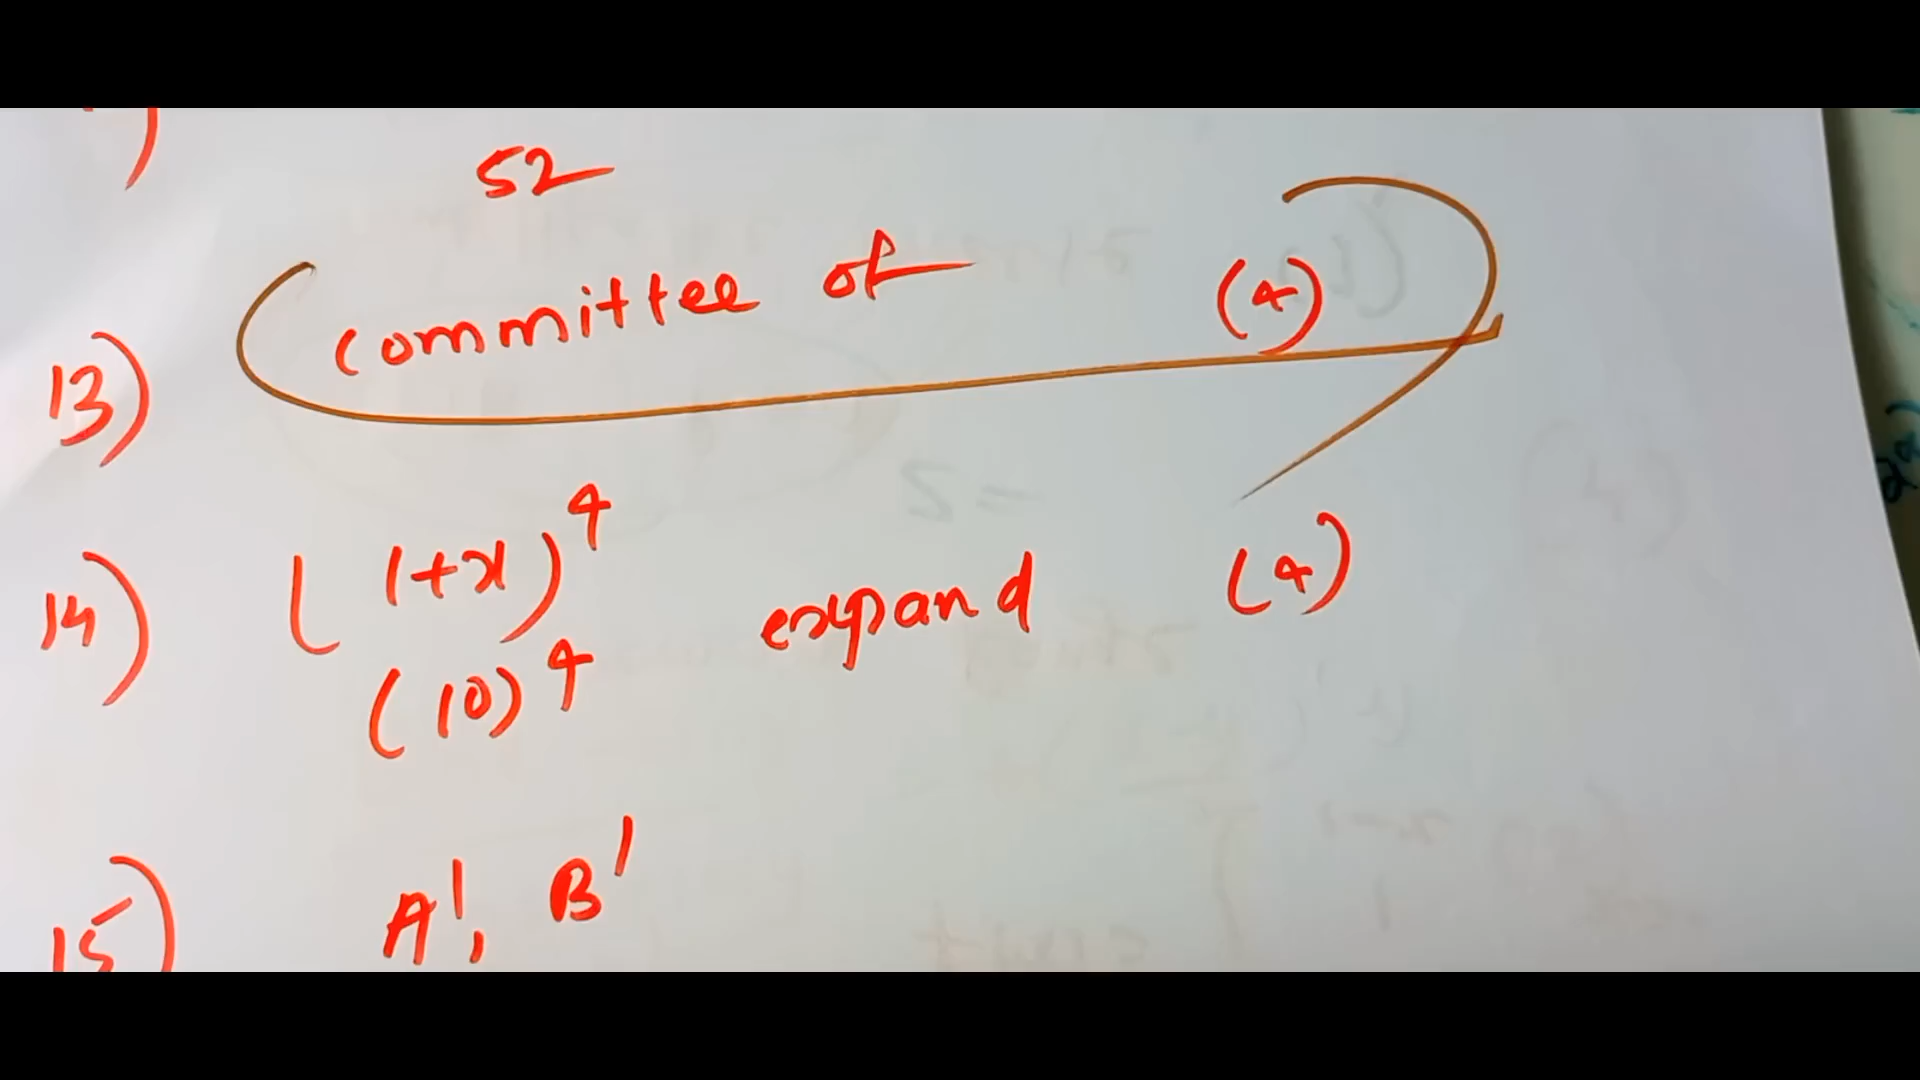 52
13) committee of (4)
14) (1+x)^4 expand (4)
(10)^4
15) A', B'